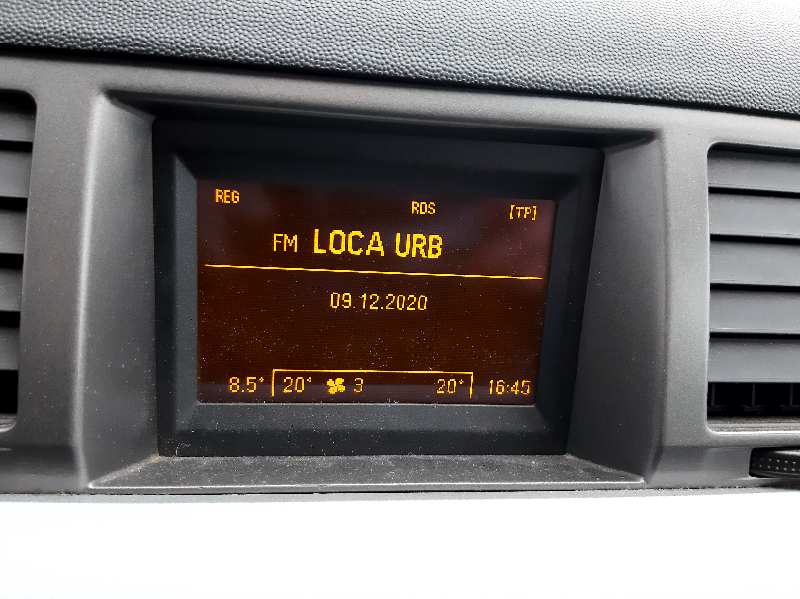 REG RDS [TP]
FM LOCA URB
09.12.2020
8.5° 20° 3 20° 16:45